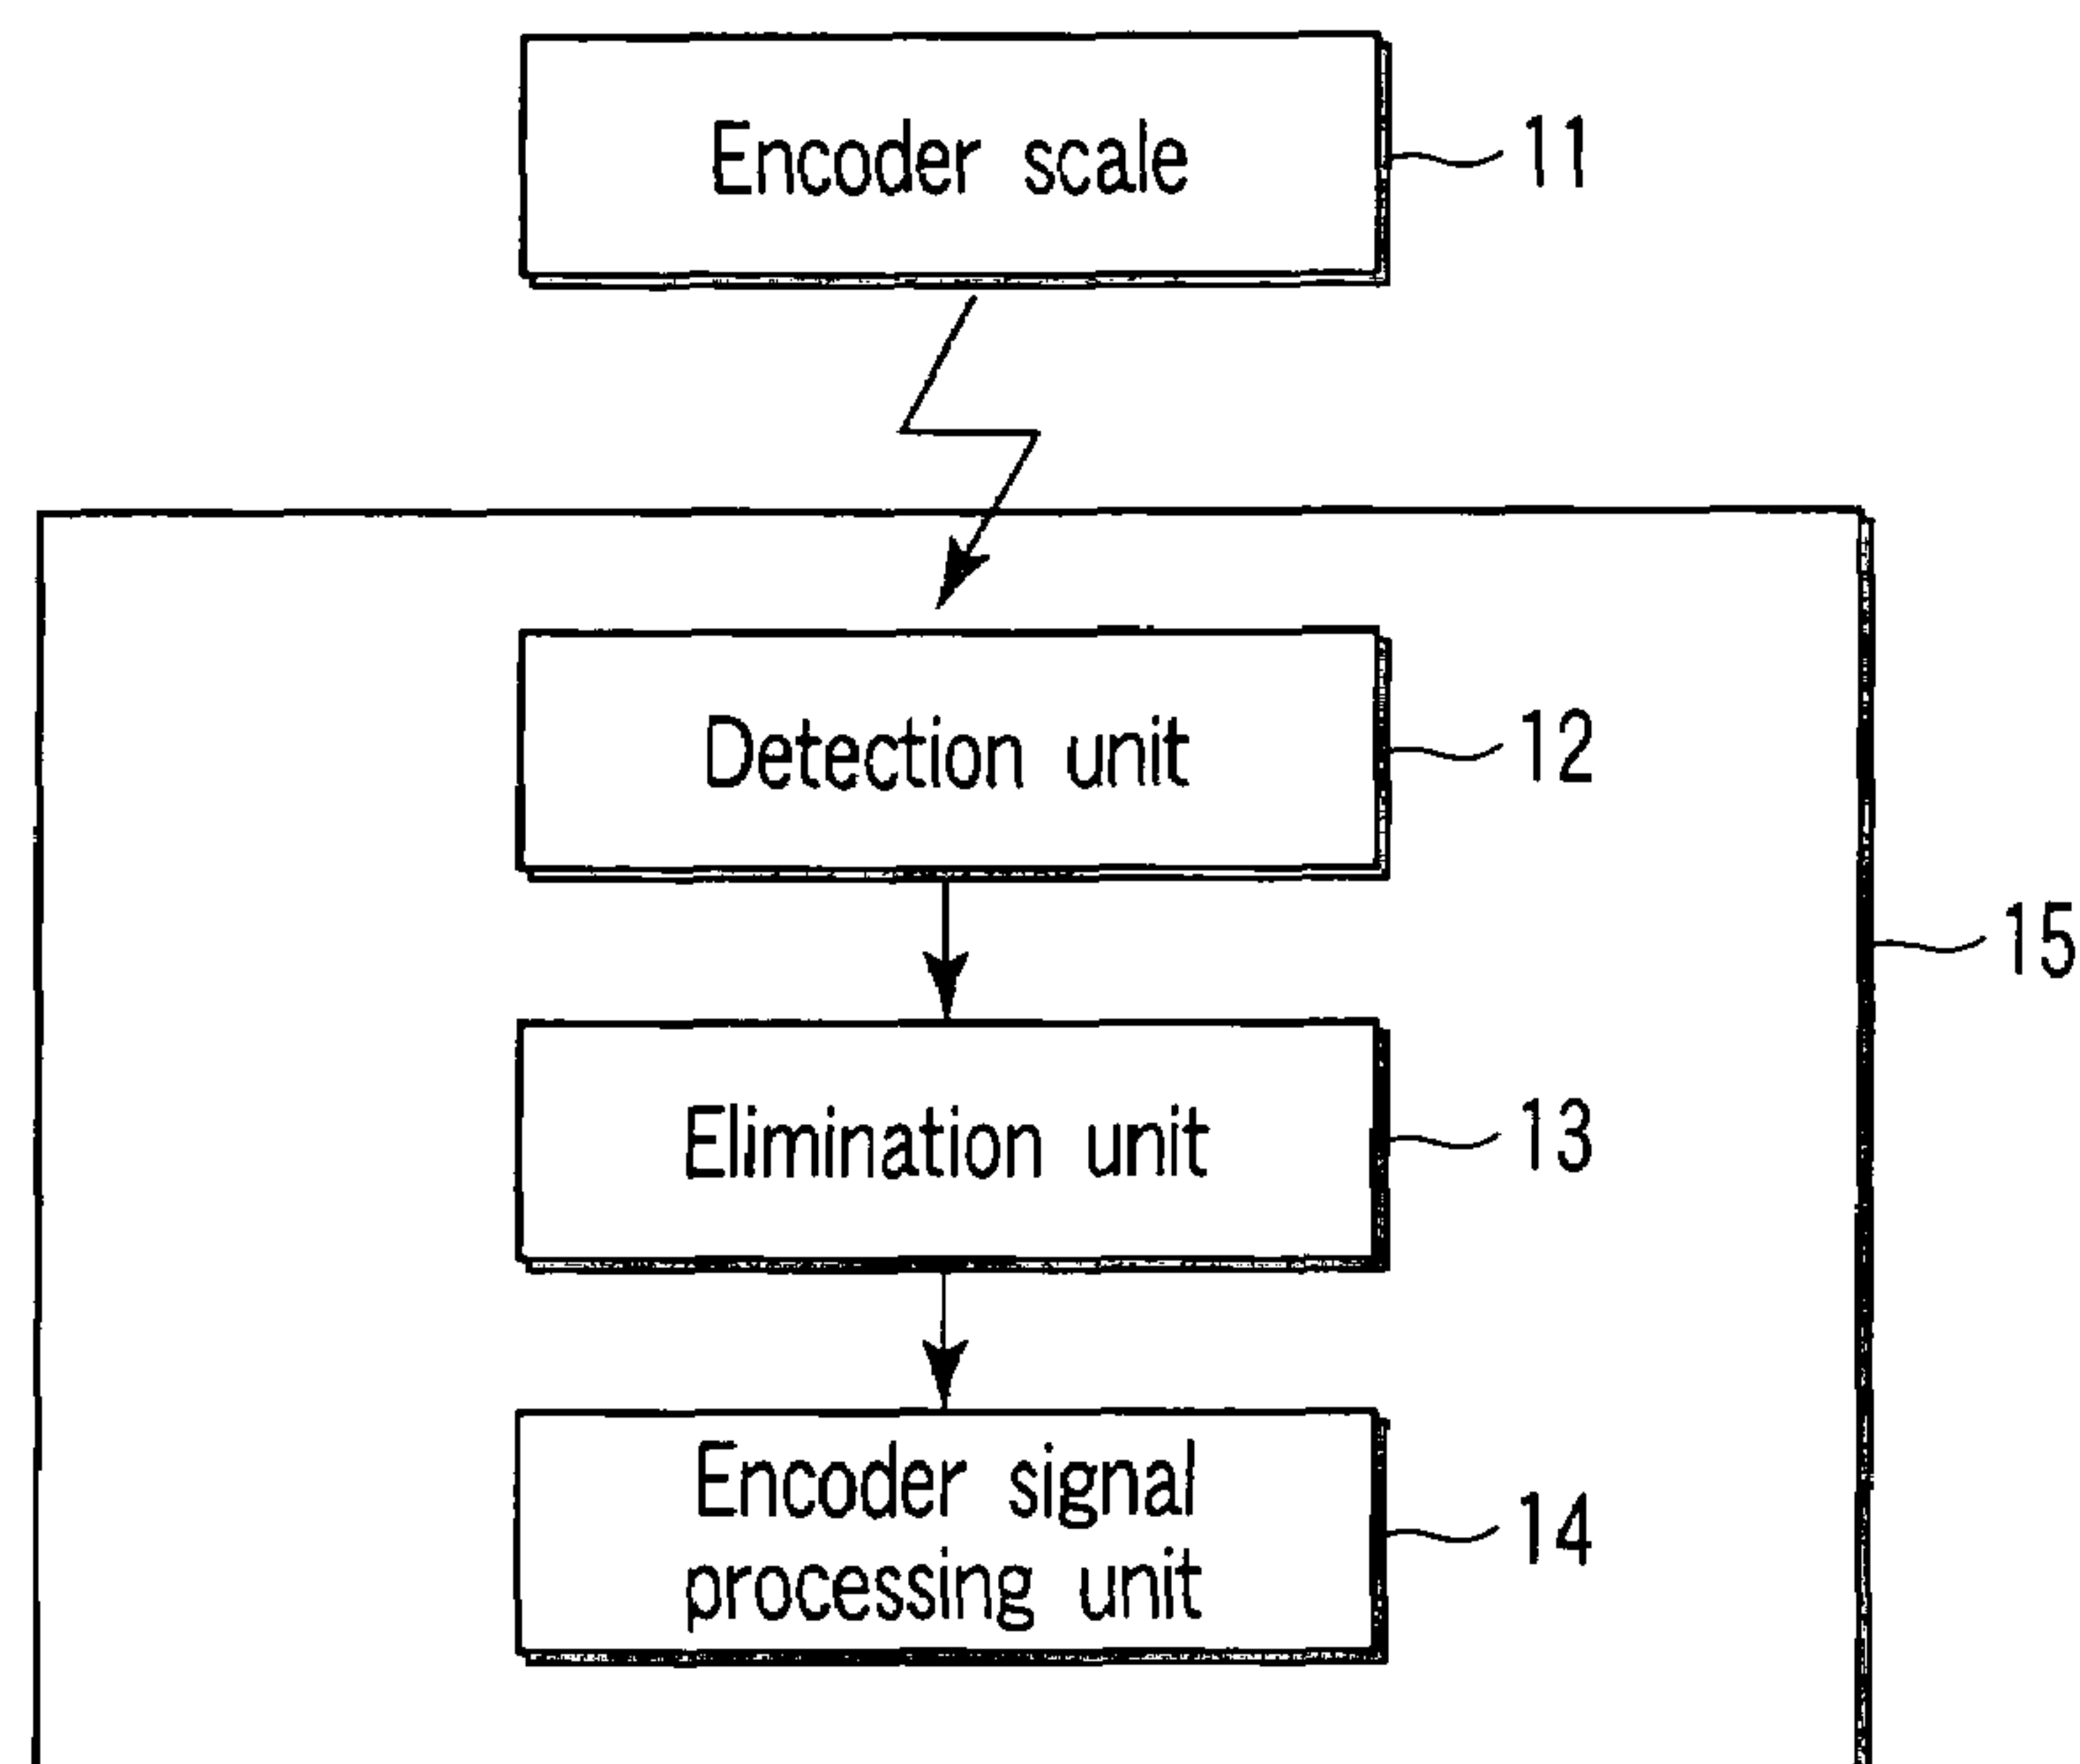 Encoder scale
11
Detection unit
12
15
Elimination unit
13
Encoder signal
processing unit
14